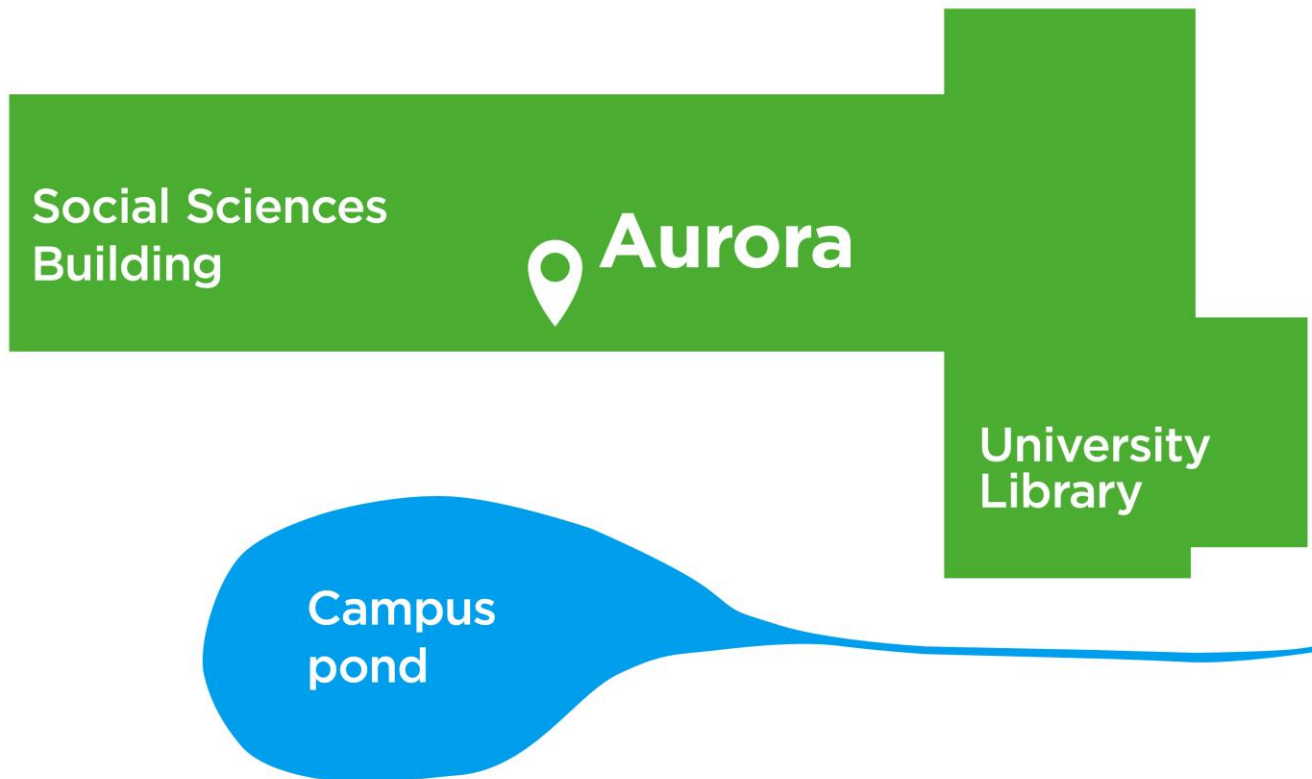 Social Sciences
Building
Aurora
University
Library
Campus
pond